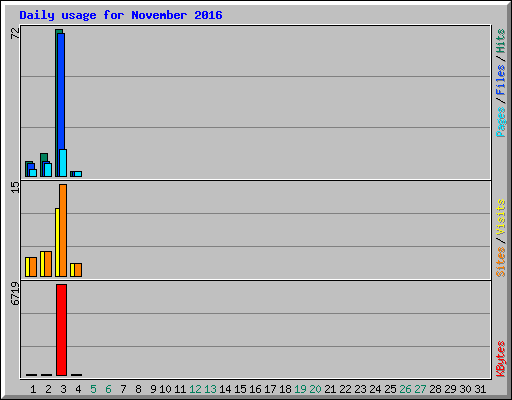 Daily usage for November 2016
72
Pages/Files/Hits
15
Sites/Visits
6719
KBytes
1 2 3 4 5 6 7 8 9 10 11 12 13 14 15 16 17 18 19 20 21 22 23 24 25 26 27 28 29 30 31